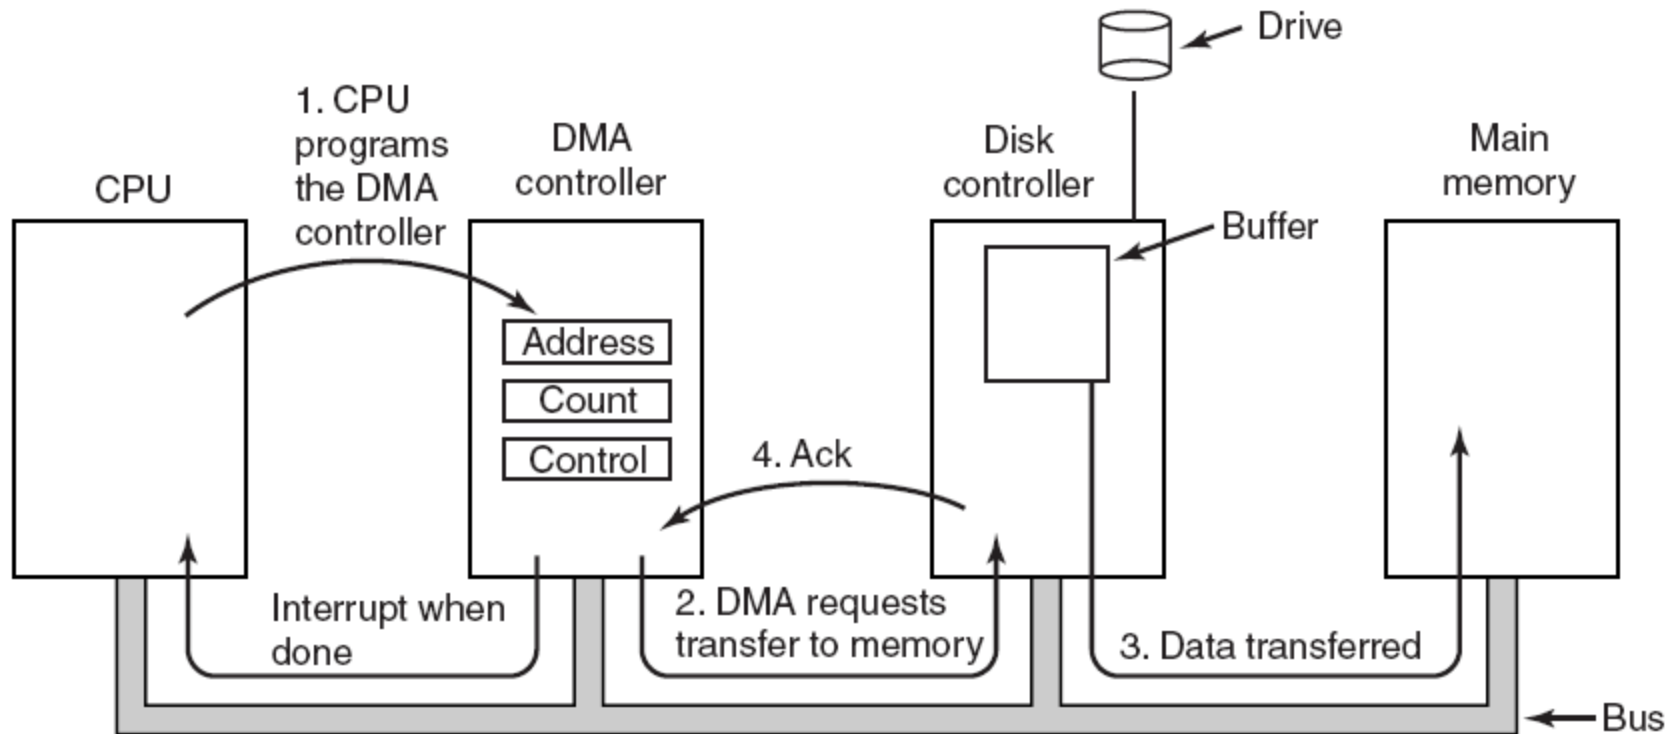 Drive
1. CPU
programs
the DMA
controller
CPU
DMA
controller
Disk
controller
Main
memory
Buffer
Address
Count
Control
4. Ack
Interrupt when
done
2. DMA requests
transfer to memory
3. Data transferred
Bus